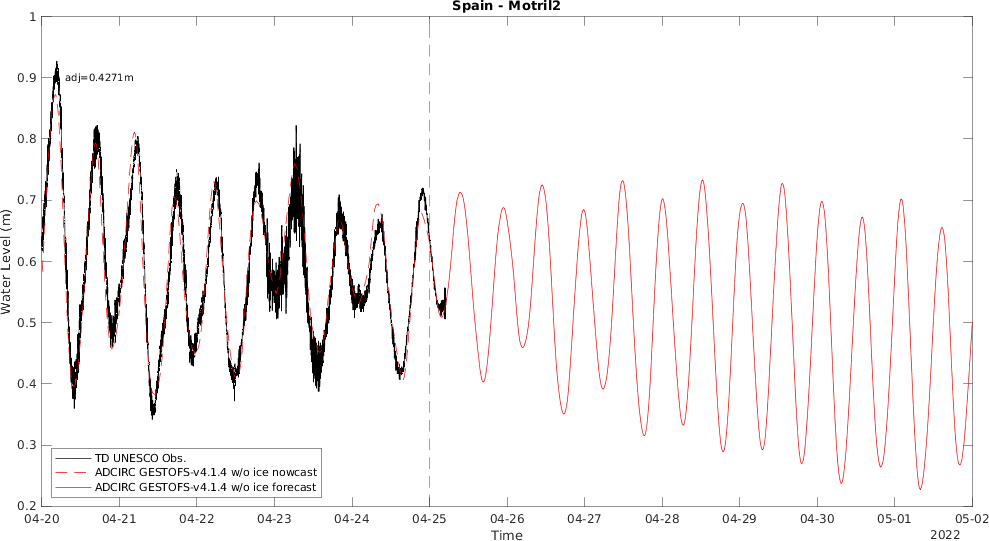 Spain - Motril2
1
0.9
0.8
0.7
0.6
0.5
0.4
0.3
0.2
Water Level (m)
adj=0.4271m
TD UNESCO Obs.
ADCIRC GESTOFS-v4.1.4 w/o ice nowcast
ADCIRC GESTOFS-v4.1.4 w/o ice forecast
04-20 04-21 04-22 04-23 04-24 04-25 04-26 04-27 04-28 04-29 04-30 05-01 05-02
Time
2022